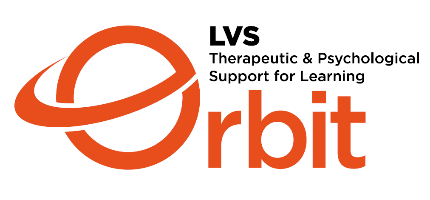 LVS
Therapeutic & Psychological
Support for Learning
Orbit